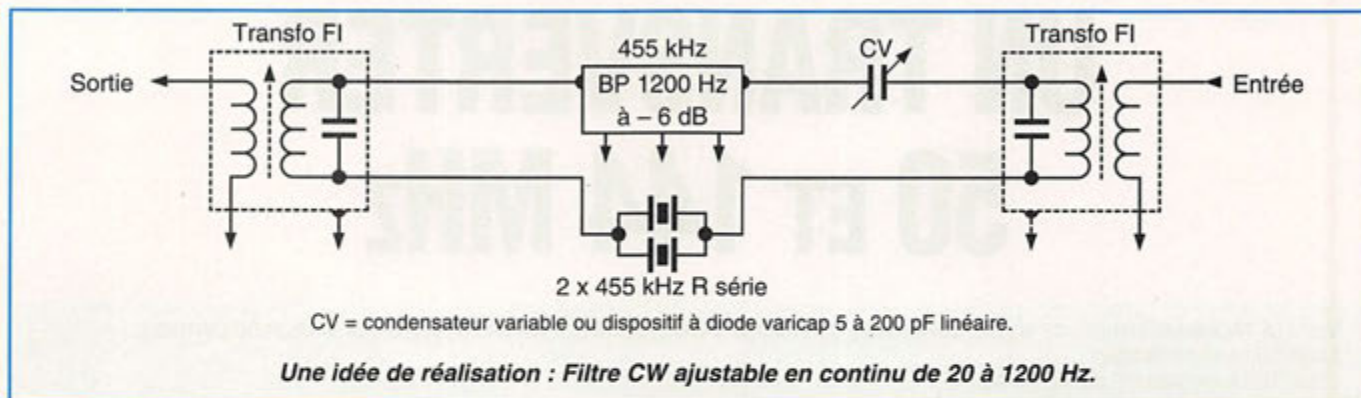 Transfo FI
455 kHz
CV
Transfo FI
Sortie
BP 1200 Hz
à – 6 dB
Entrée
2 x 455 kHz R série
CV = condensateur variable ou dispositif à diode varicap 5 à 200 pF linéaire.
Une idée de réalisation : Filtre CW ajustable en continu de 20 à 1200 Hz.